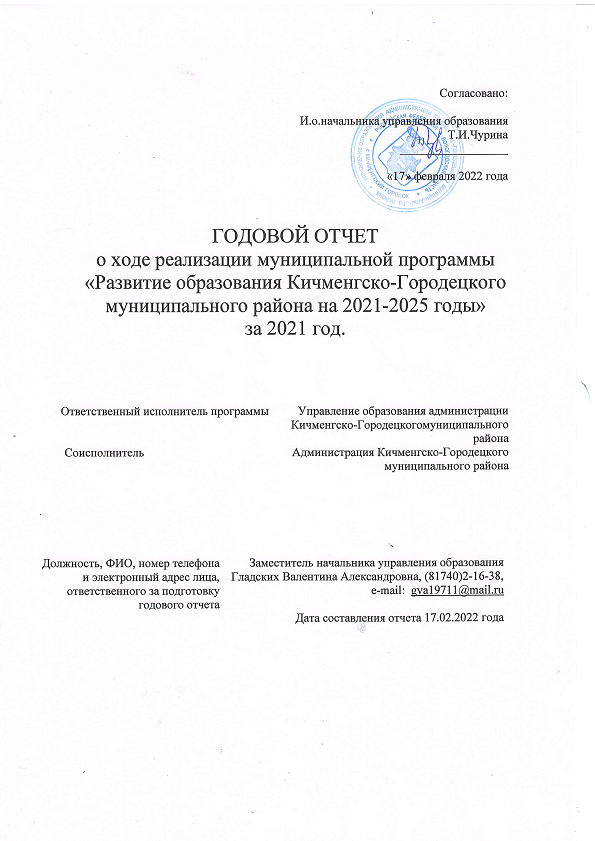 Согласовано:
И.о.начальника управления образования
Т.И.Чурина
«17» февраля 2022 года
ГОДОВОЙ ОТЧЕТ
о ходе реализации муниципальной программы
«Развитие образования Кичменгско-Городецкого
муниципального района на 2021-2025 годы»
за 2021 год.
Ответственный исполнитель программы Управление образования администрации
Кичменгско-Городецкогомуниципального
района
Соисполнитель Администрация Кичменгско-Городецкого
муниципального района
Должность, ФИО, номер телефона
и электронный адрес лица,
ответственного за подготовку
годового отчета
Заместитель начальника управления образования
Гладских Валентина Александровна, (81740)2-16-38,
e-mail: gva19711@mail.ru
Дата составления отчета 17.02.2022 года